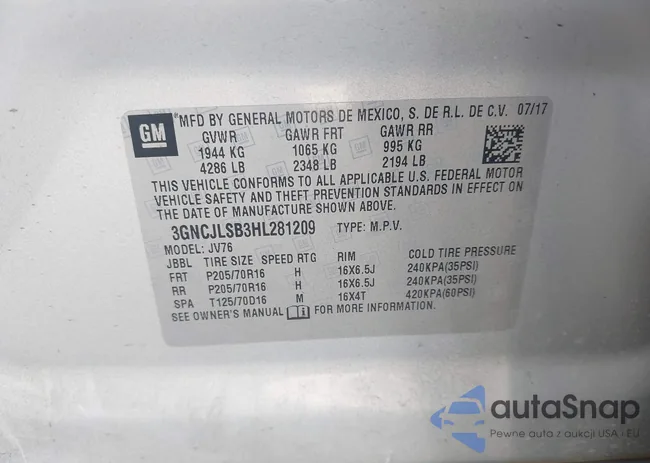 *MFD BY GENERAL MOTORS DE MEXICO, S. DE R.L. DE C.V. 07/17
GM
GVWR GAWR FRT GAWR RR
1944 KG 1065 KG 995 KG
4286 LB 2348 LB 2194 LB
THIS VEHICLE CONFORMS TO ALL APPLICABLE U.S. FEDERAL MOTOR
VEHICLE SAFETY AND THEFT PREVENTION STANDARDS IN EFFECT ON
THE DATE OF MANUFACTURE SHOWN ABOVE.
3GNCJLSB3HL281209 TYPE: M.P.V.
MODEL: JV76
JBBL TIRE SIZE SPEED RTG RIM COLD TIRE PRESSURE
FRT P205/70R16 H 16X6.5J 240KPA(35PSI)
RR P205/70R16 H 16X6.5J 240KPA(35PSI)
SPA T125/70D16 M 16X4T 420KPA(60PSI)
SEE OWNER'S MANUAL FOR MORE INFORMATION.
autaSnap
Pewne auta z aukcji USA i EU